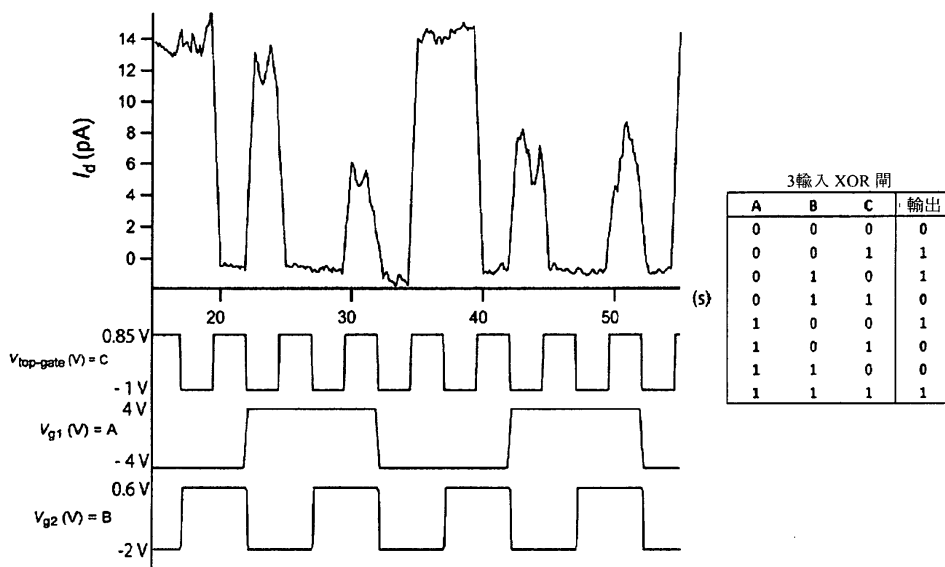 14
12
10
8
6
4
2
0
I_d (pA)
20
30
40
50
(s)
0.85 V
V_top-gate (V) = C
- 1 V
4 V
V_g1 (V) = A
- 4 V
0.6 V
V_g2 (V) = B
-2 V
3輸入 XOR 閘
A B C 輸出
0 0 0 0
0 0 1 1
0 1 0 1
0 1 1 0
1 0 0 1
1 0 1 0
1 1 0 0
1 1 1 1